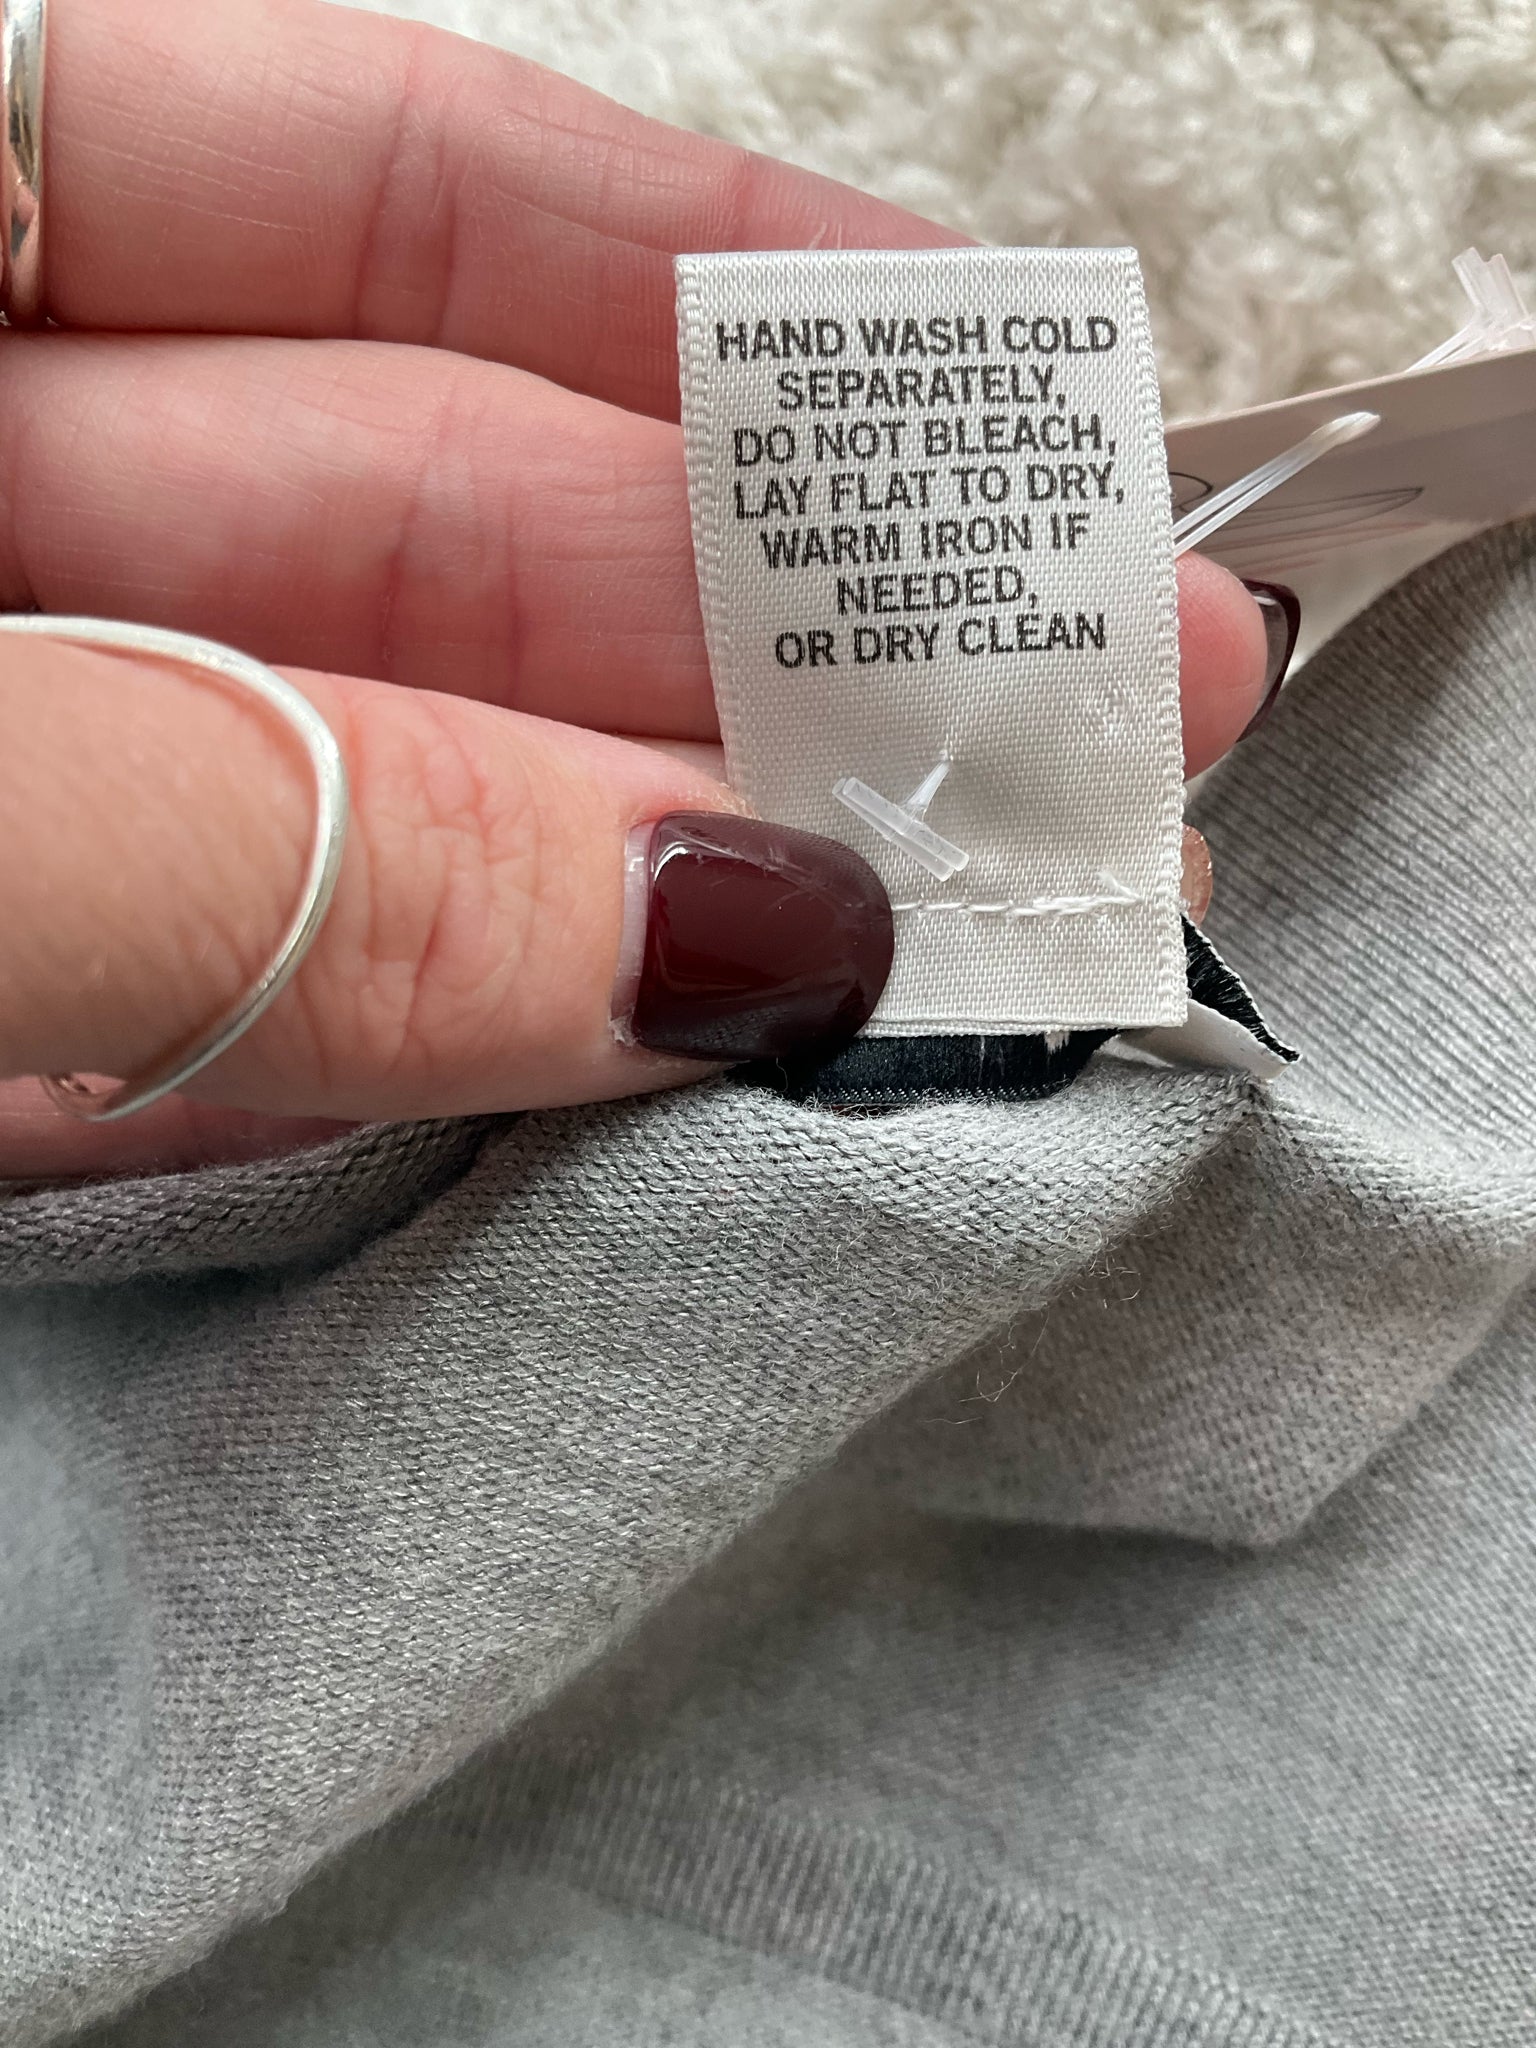 HAND WASH COLD
SEPARATELY,
DO NOT BLEACH,
LAY FLAT TO DRY,
WARM IRON IF
NEEDED,
OR DRY CLEAN